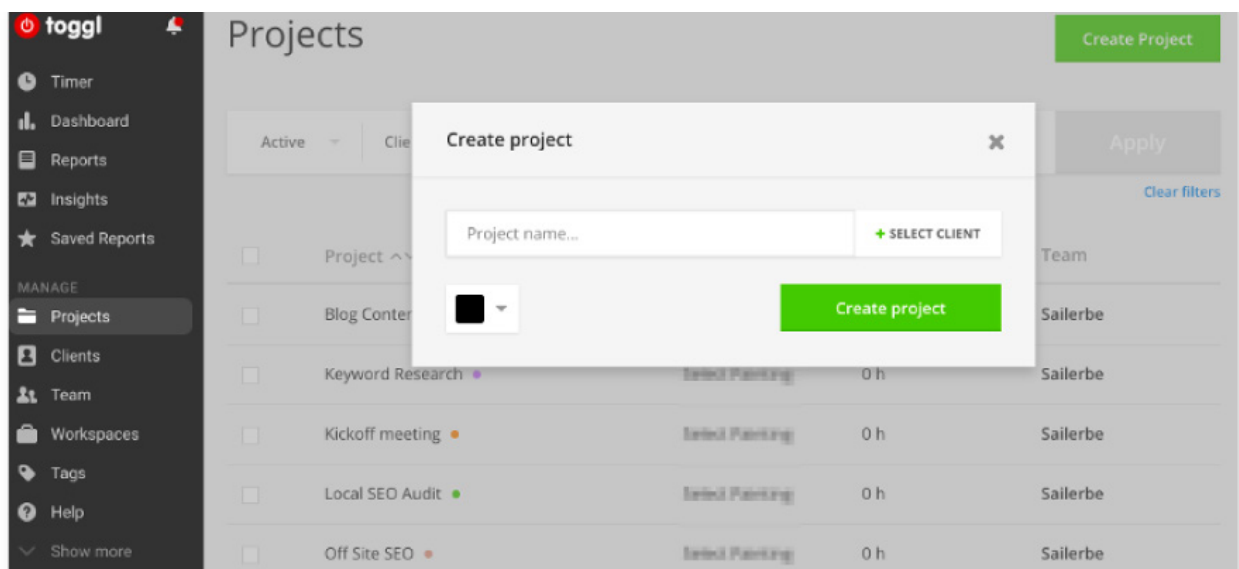 toggl
Timer
Dashboard
Reports
Insights
Saved Reports
MANAGE
Projects
Clients
Team
Workspaces
Tags
Help
Show more
Projects
Create Project
Active Clie
Apply
Clear filters
Create project
Project name...
+ SELECT CLIENT
Create project
Project Team
Blog Conter Sailerbe
Keyword Research 0 h Sailerbe
Kickoff meeting 0 h Sailerbe
Local SEO Audit 0 h Sailerbe
Off Site SEO 0 h Sailerbe